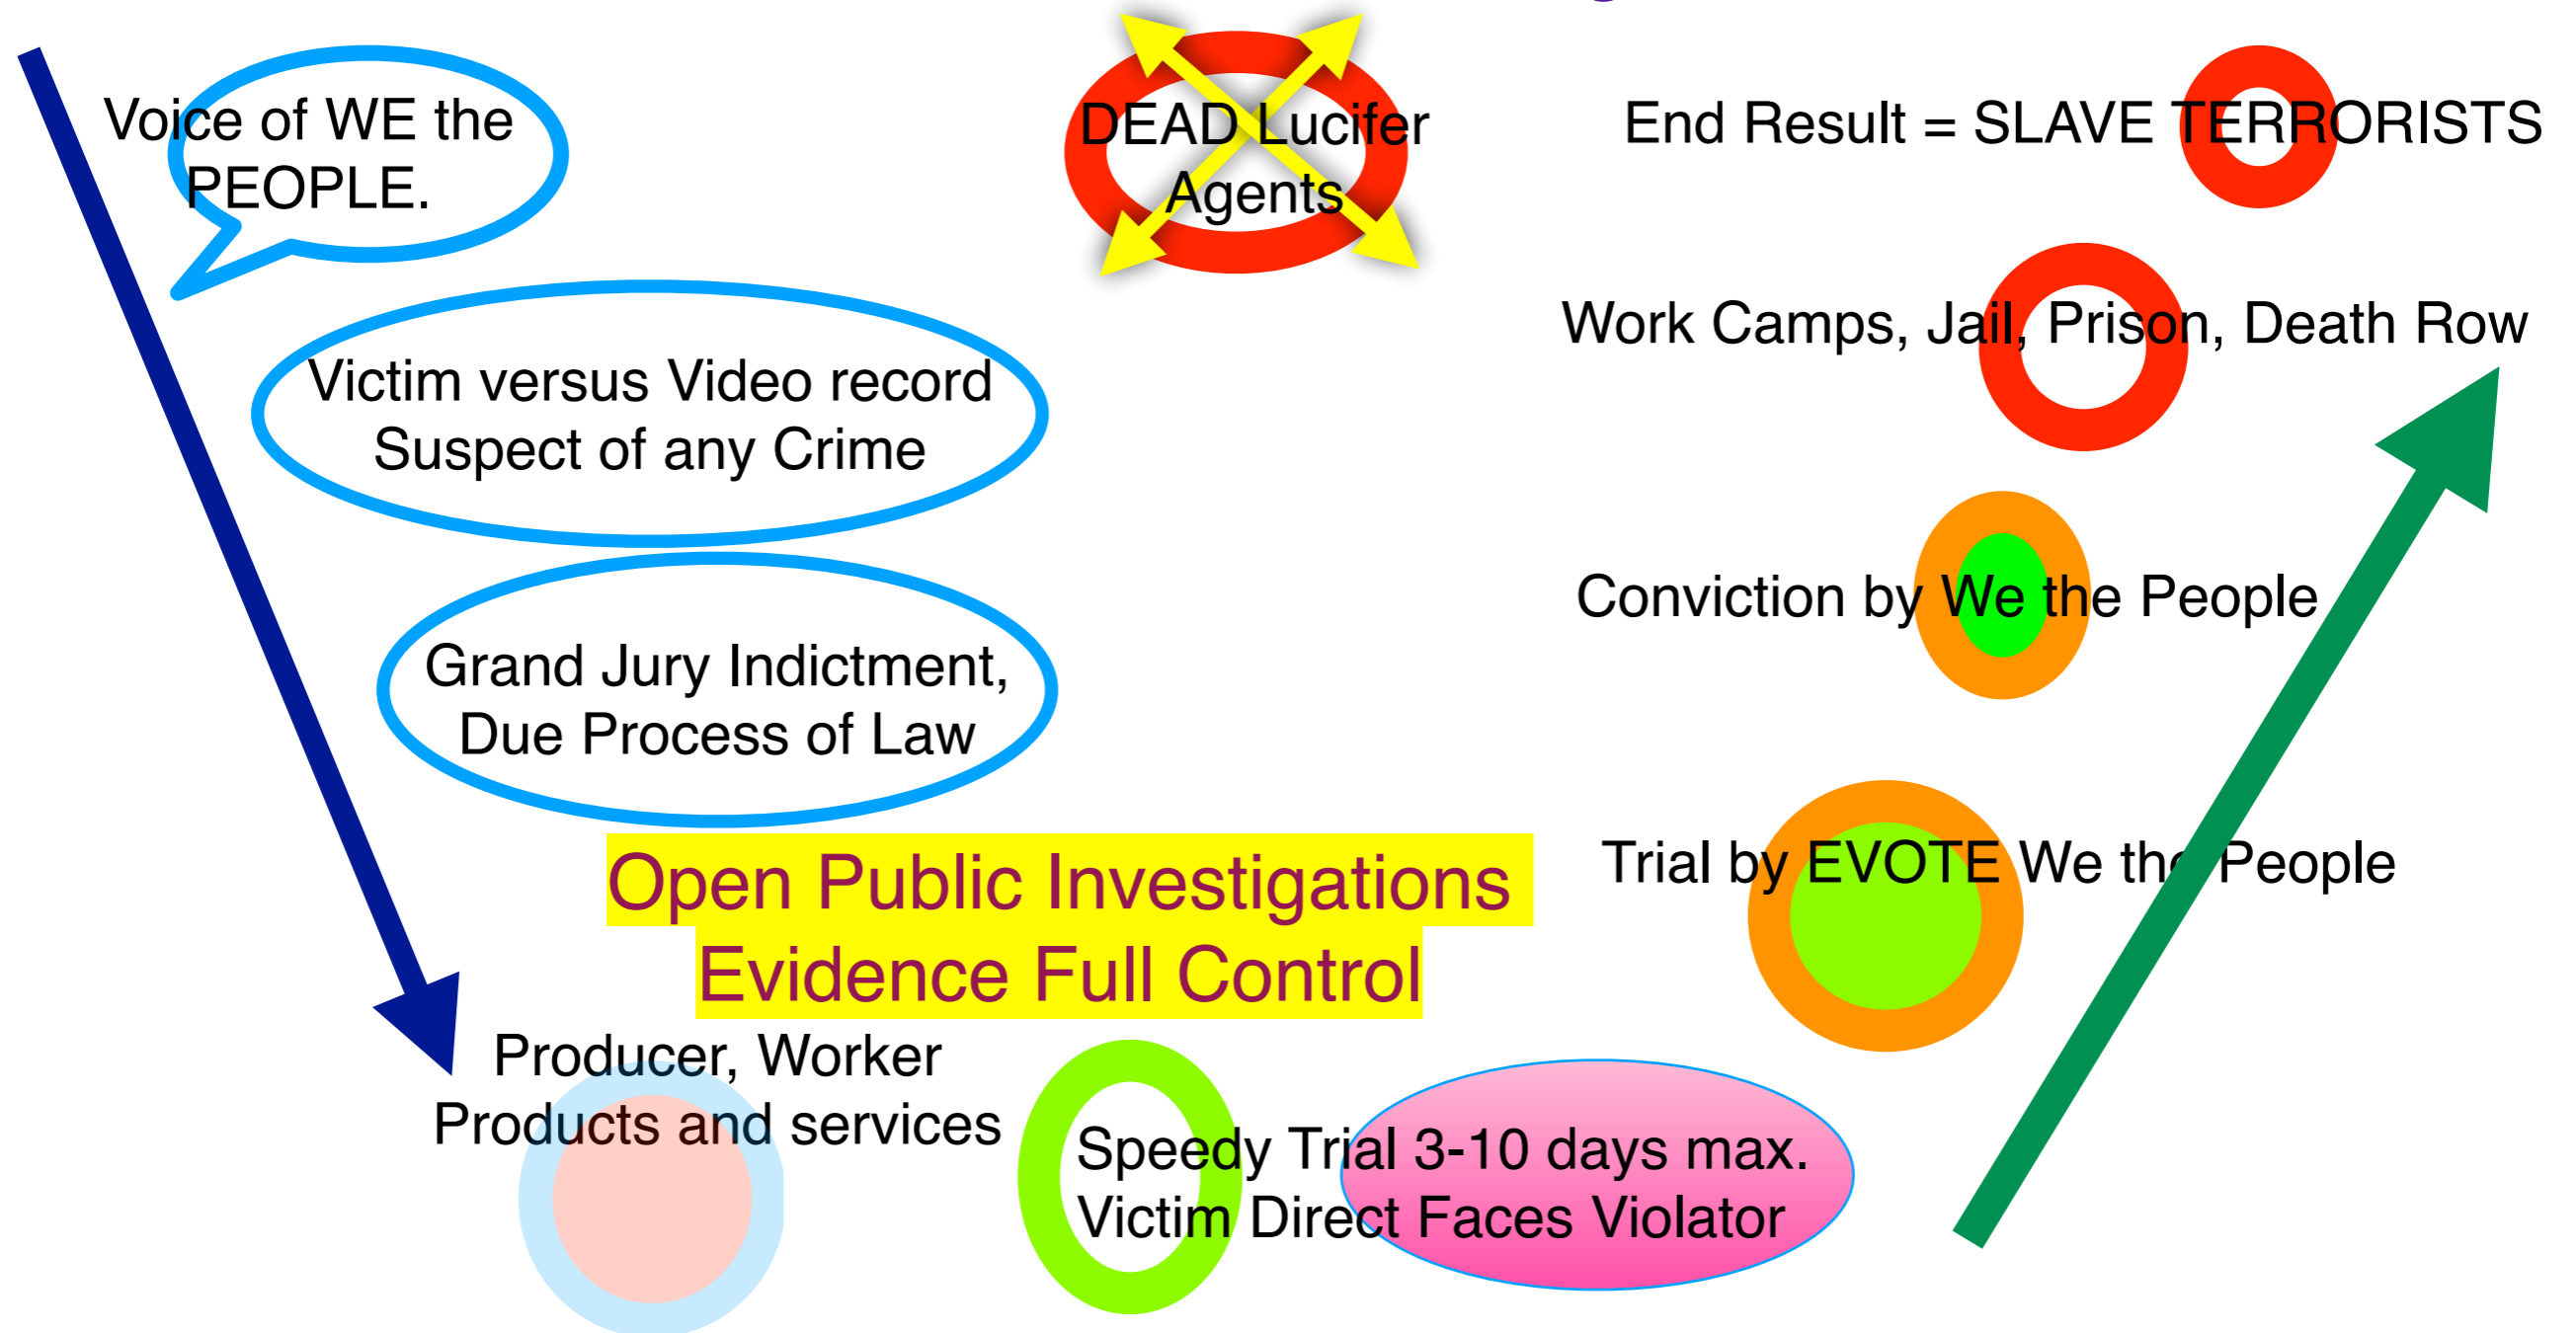 Voice of WE the
PEOPLE.
DEAD Lucifer
Agents
End Result = SLAVE TERRORISTS
Work Camps, Jail, Prison, Death Row
Victim versus Video record
Suspect of any Crime
Conviction by We the People
Grand Jury Indictment,
Due Process of Law
Trial by EVOTE We the People
Open Public Investigations
Evidence Full Control
Producer, Worker
Products and services
Speedy Trial 3-10 days max.
Victim Direct Faces Violator